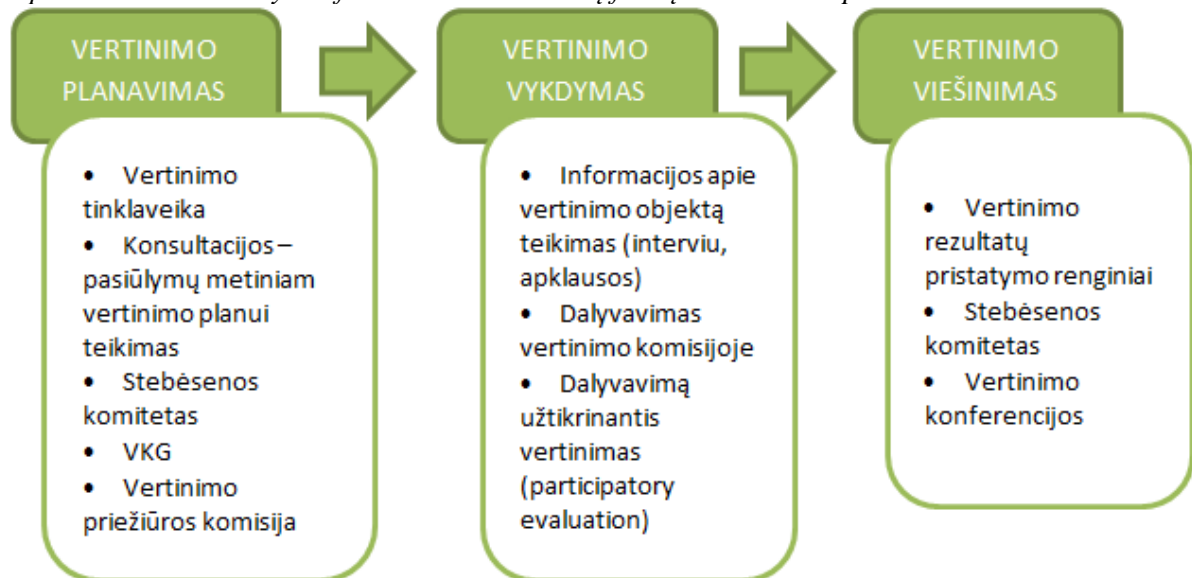 VERTINIMO
PLANAVIMAS
• Vertinimo
tinklaveika
• Konsultacijos –
pasiūlymų metiniam
vertinimo planui
teikimas
• Stebėsenos
komitetas
• VKG
• Vertinimo
priežiūros komisija
VERTINIMO
VYKDYMAS
• Informacijos apie
vertinimo objektą
teikimas (interviu,
apklausos)
• Dalyvavimas
vertinimo komisijoje
• Dalyvavimą
užtikrinantis
vertinimas
(participatory
evaluation)
VERTINIMO
VIEŠINIMAS
• Vertinimo
rezultatų
pristatymo renginiai
• Stebėsenos
komitetas
• Vertinimo
konferencijos